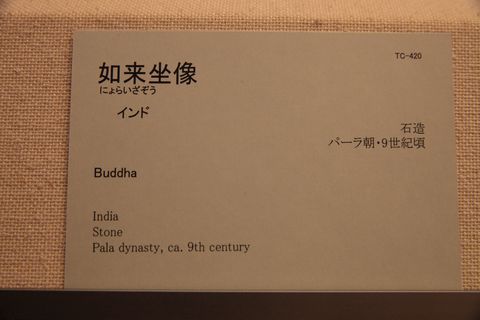 TC-420
如来坐像
にょらいざぞう
インド
石造
パーラ朝・9世紀頃
Buddha
India
Stone
Pala dynasty, ca. 9th century